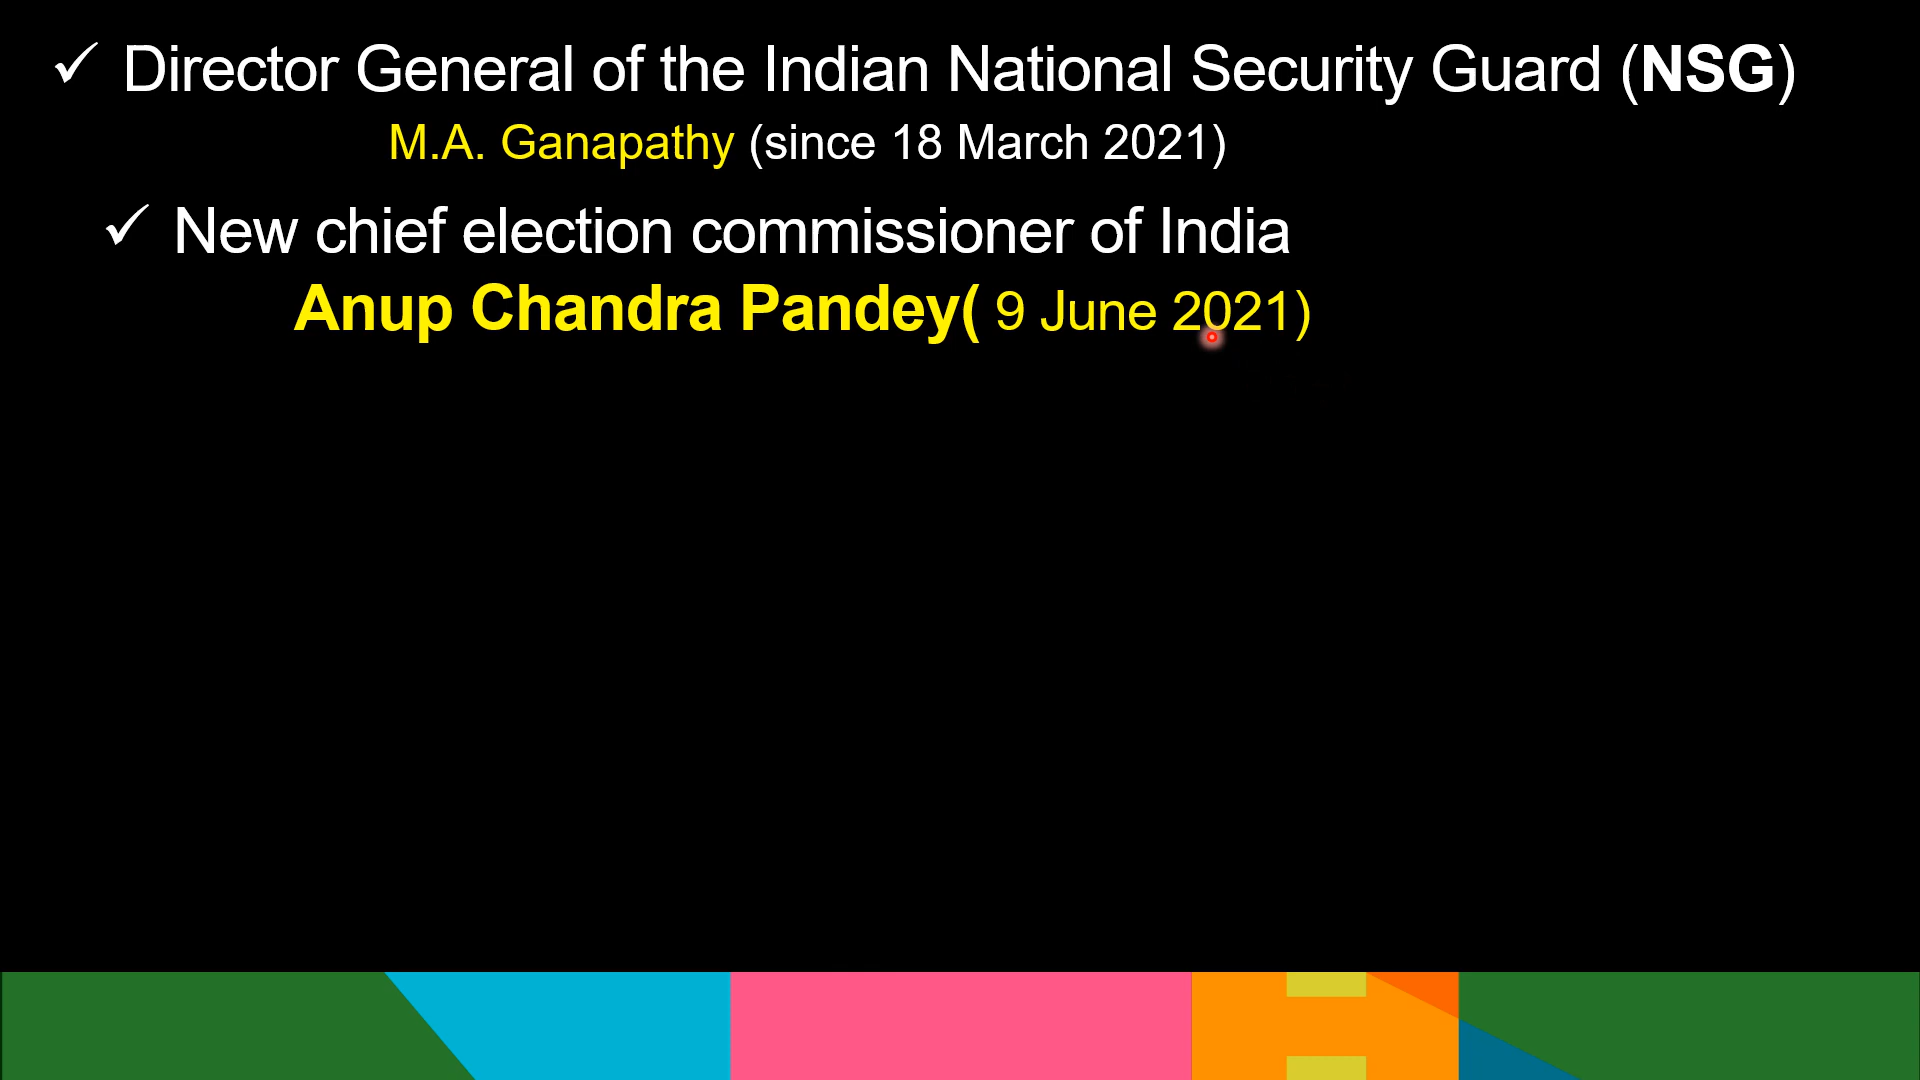 ✓ Director General of the Indian National Security Guard (NSG)
M.A. Ganapathy (since 18 March 2021)
✓ New chief election commissioner of India
Anup Chandra Pandey( 9 June 2021)